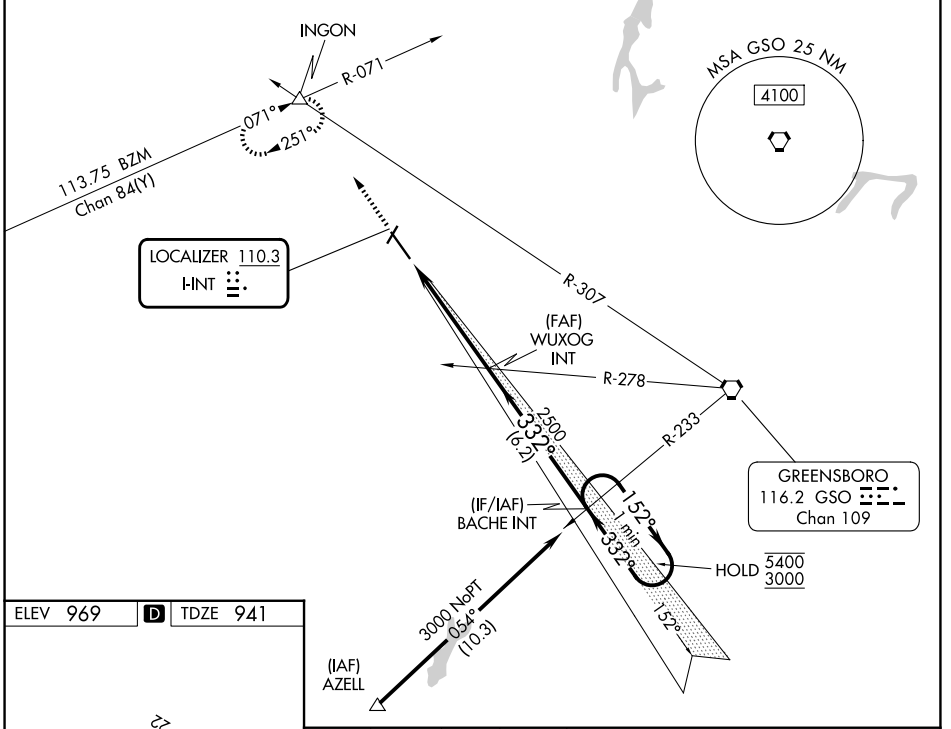 INGON
R-071
MSA GSO 25 NM
4100
071°
251°
113.75 BZM
Chan 84(Y)
LOCALIZER 110.3
I-INT
R-307
(FAF)
WUXOG
INT
R-278
2500
332°
(6.2)
R-233
GREENSBORO
116.2 GSO
Chan 109
(IF/IAF)
BACHE INT
152°
1 min
332°
HOLD 5400
3000
152°
3000 NoPT
054°
(10.3)
(IAF)
AZELL
ELEV 969 D TDZE 941
22